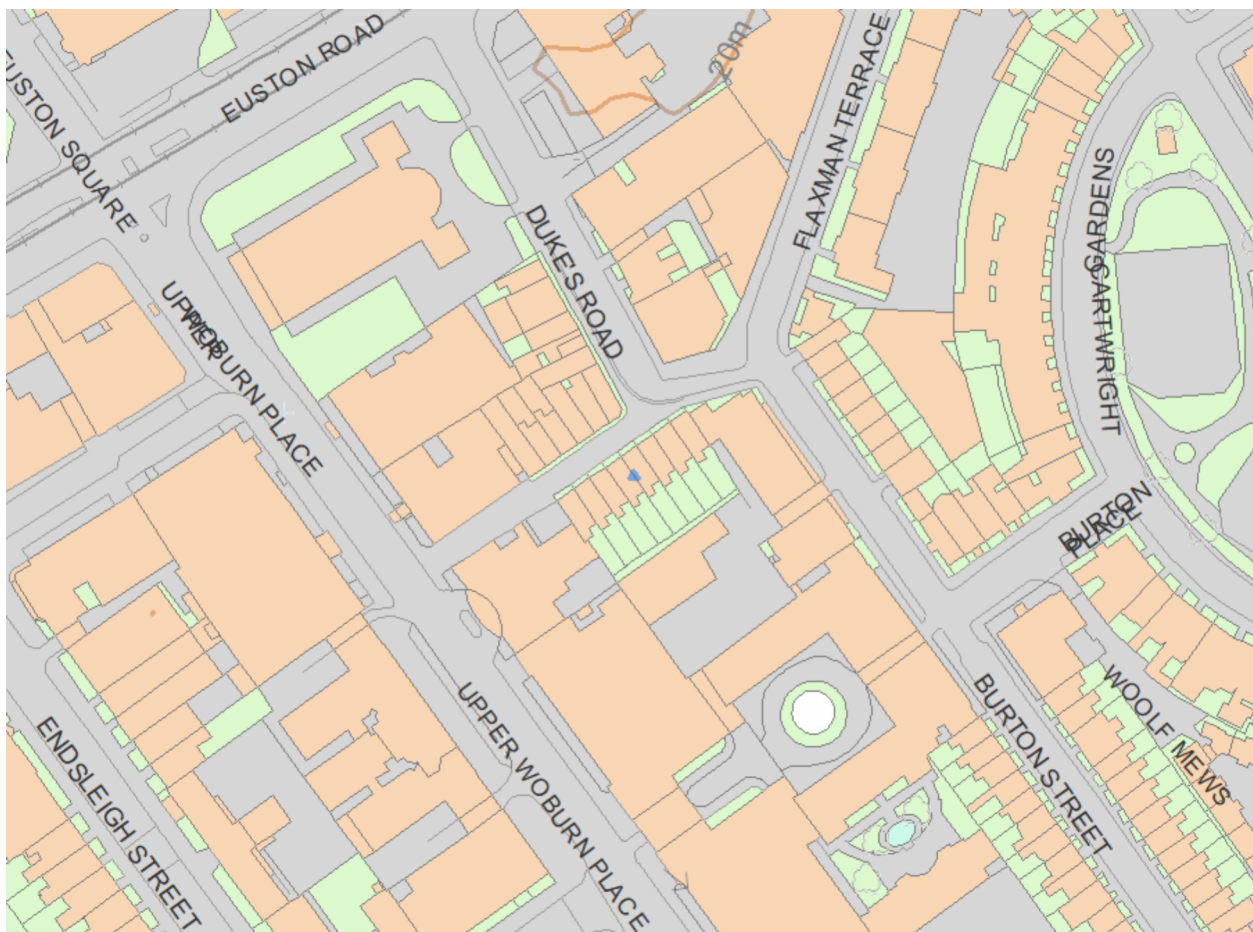 EUSTON ROAD
EUSTON SQUARE
20m
FLAXMAN TERRACE
DUKE'S ROAD
GARDENS
CARTWRIGHT
UPPER
WOBURN PLACE
BURTON
PLACE
UPPER WOBURN PLACE
BURTON STREET
WOOLF MEWS
ENDSLEIGH STREET